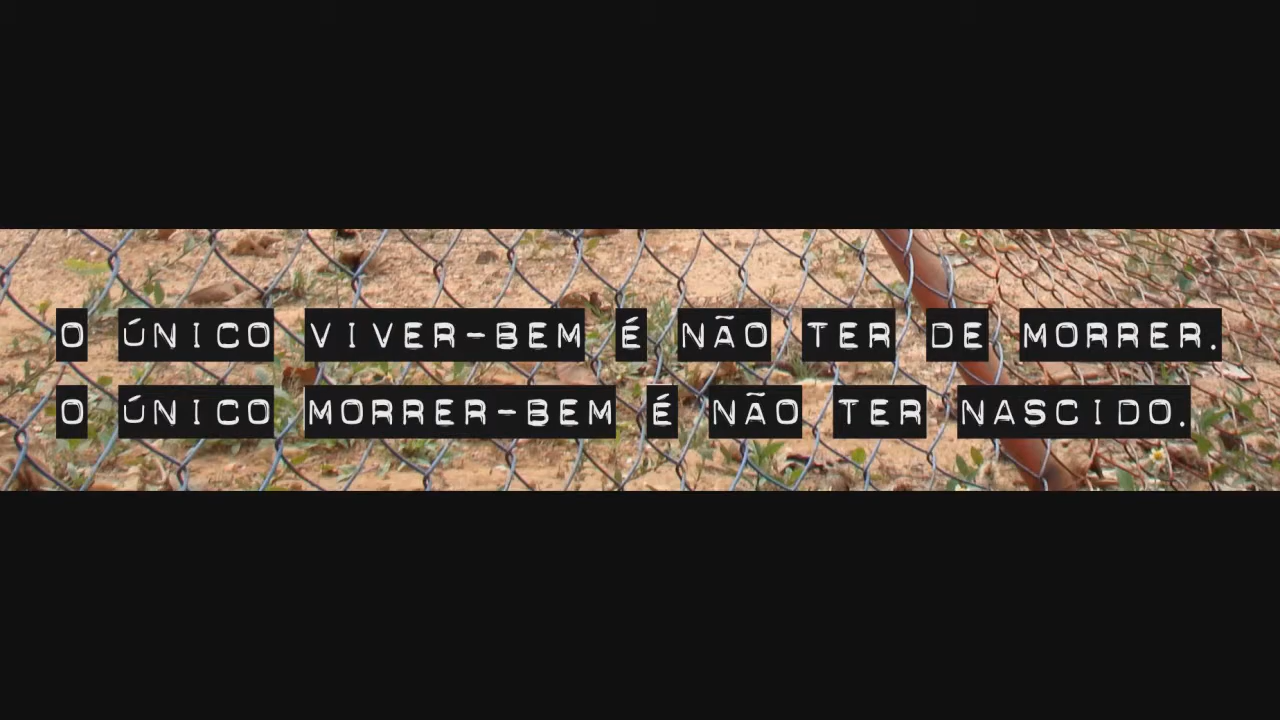 O ÚNICO VIVER-BEM É NÃO TER DE MORRER.
O ÚNICO MORRER-BEM É NÃO TER NASCIDO.